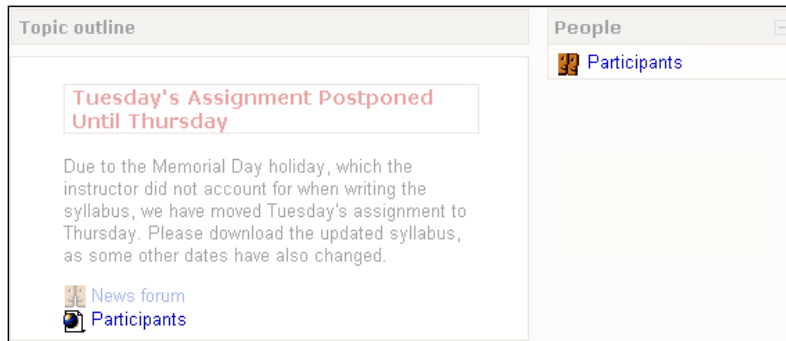 Topic outline
Tuesday's Assignment Postponed
Until Thursday
Due to the Memorial Day holiday, which the
instructor did not account for when writing the
syllabus, we have moved Tuesday's assignment to
Thursday. Please download the updated syllabus,
as some other dates have also changed.
News forum
Participants
People
Participants